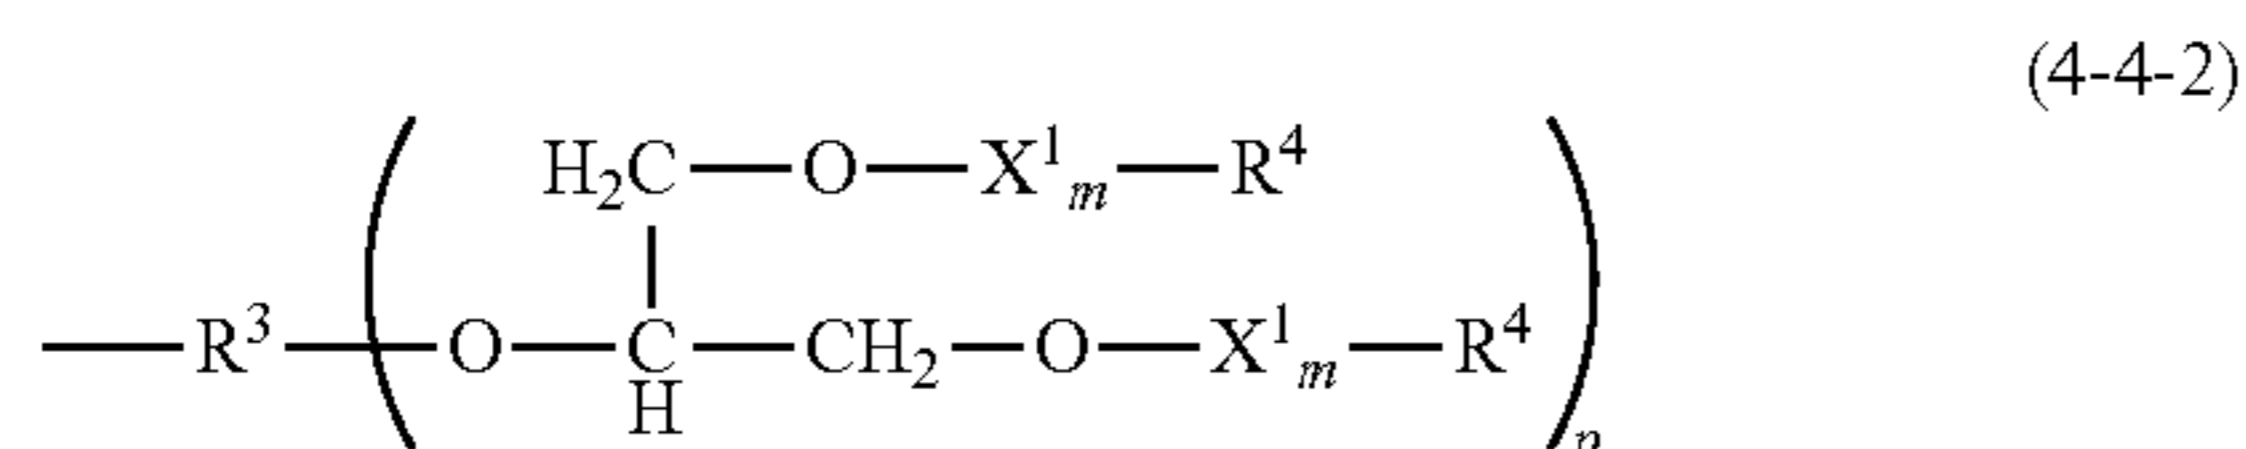 (4-4-2)
H₂C—O—X¹ₘ—R⁴
—R³—(O—C—CH₂—O—X¹ₘ—R⁴)
H